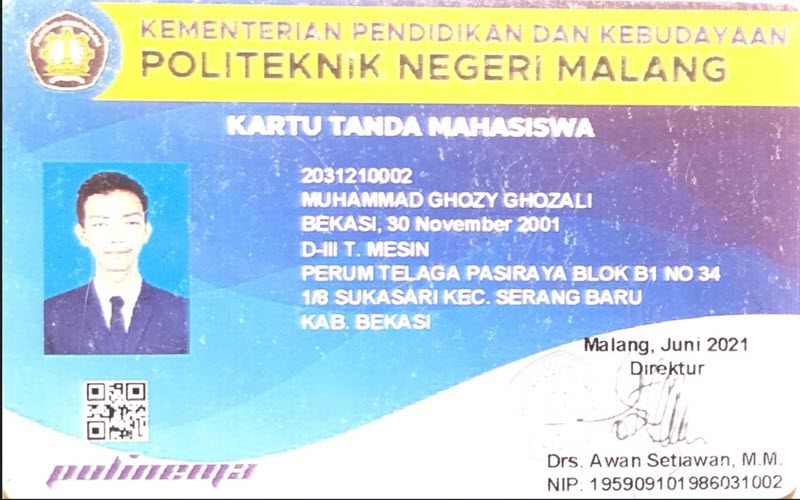 KEMENTERIAN PENDIDIKAN DAN KEBUDAYAAN
POLITEKNIK NEGERI MALANG
KARTU TANDA MAHASISWA
2031210002
MUHAMMAD GHOZY GHOZALI
BEKASI, 30 November 2001
D-III T. MESIN
PERUM TELAGA PASIRAYA BLOK B1 NO 34
1/8 SUKASARI KEC. SERANG BARU
KAB. BEKASI
Malang, Juni 2021
Direktur
Drs. Awan Setiawan, M.M.
NIP. 195909101986031002
polinema